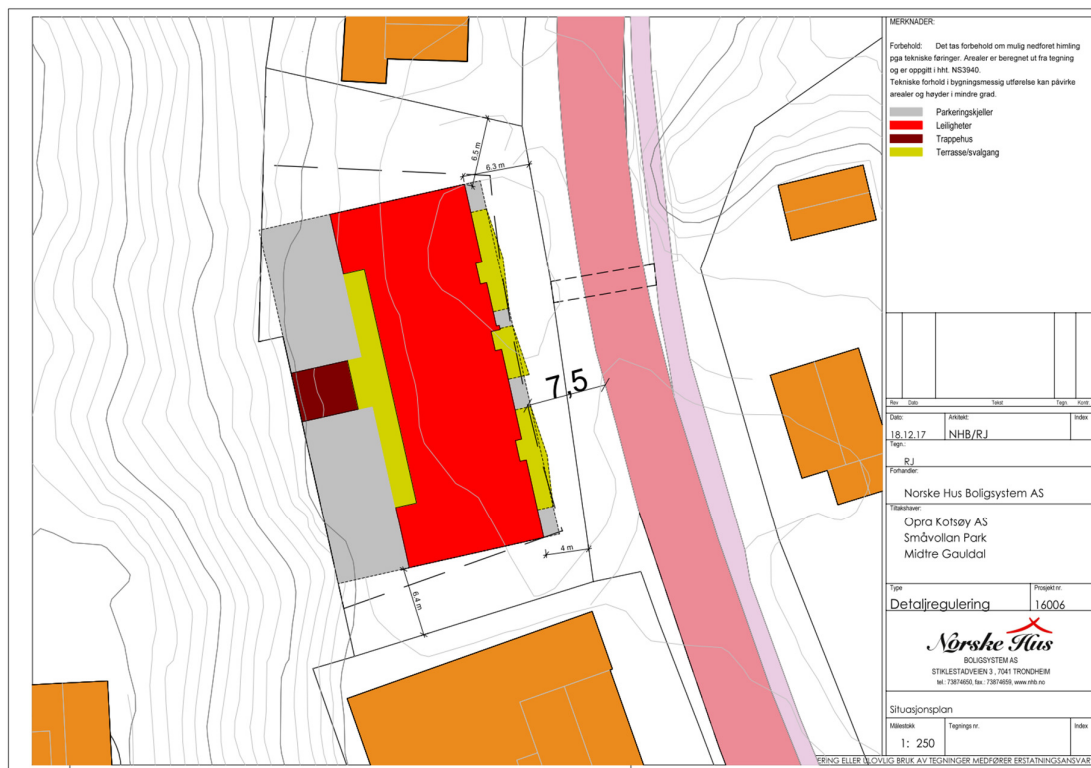 6.5 m
6.3 m
7,5
4 m
6.4 m
MERKNADER:
Forbehold: Det tas forbehold om mulig nedforet himling
pga tekniske føringer. Arealer er beregnet ut fra tegning
og er oppgitt i hht. NS3940.
Tekniske forhold i bygningsmessig utførelse kan påvirke
arealer og høyder i mindre grad.
Parkeringskjeller
Leiligheter
Trappehus
Terrasse/svalgang
Rev Dato Tekst Tegn. Kontr.
Dato: Arkitekt: Index
18.12.17 NHB/RJ
Tegn.:
RJ
Forhandler:
Norske Hus Boligsystem AS
Tiltakshaver:
Opra Kotsøy AS
Småvollan Park
Midtre Gauldal
Type Prosjekt nr.
Detaljregulering 16006
Norske Hus
BOLIGSYSTEM AS
STIKLESTADVEIEN 3 , 7041 TRONDHEIM
tel.: 73874650, fax.: 73874659, www.nhb.no
Situasjonsplan
Målestokk Tegnings nr. Index
1: 250
ERING ELLER ULOVLIG BRUK AV TEGNINGER MEDFØRER ERSTATNINGSANSVAR